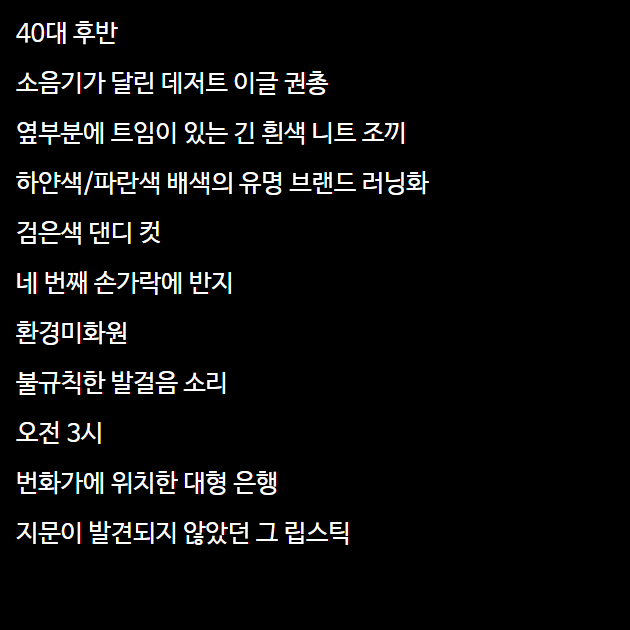 40대 후반
소음기가 달린 데저트 이글 권총
옆부분에 트임이 있는 긴 흰색 니트 조끼
하얀색/파란색 배색의 유명 브랜드 러닝화
검은색 댄디 컷
네 번째 손가락에 반지
환경미화원
불규칙한 발걸음 소리
오전 3시
번화가에 위치한 대형 은행
지문이 발견되지 않았던 그 립스틱